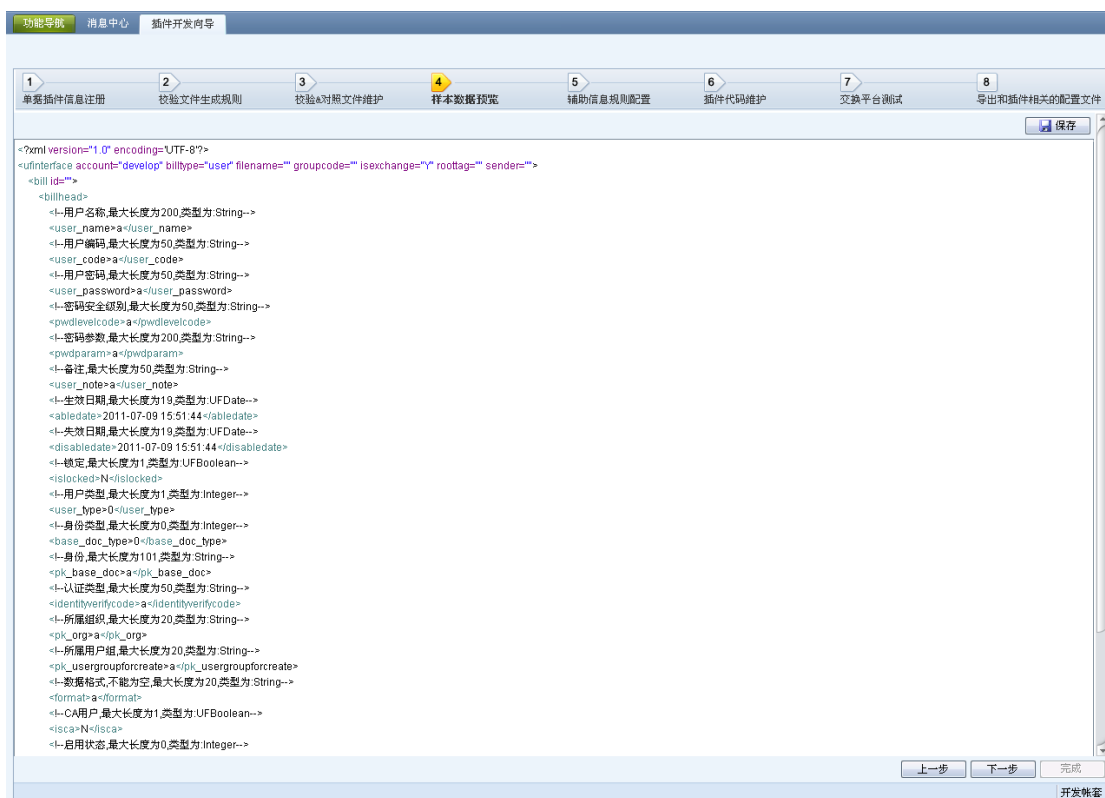 功能导航 消息中心 插件开发向导
1 2 3 4 5 6 7 8
单据插件信息注册 校验文件生成规则 校验&对照文件维护 样本数据预览 辅助信息规则配置 插件代码维护 交换平台测试 导出和插件相关的配置文件
保存
<?xml version="1.0" encoding='UTF-8'?>
<ufinterface account="develop" billtype="user" filename="" groupcode="" isexchange="Y" roottag="" sender="">
<bill id="">
<billhead>
<!--用户名称,最大长度为200,类型为:String-->
<user_name>a</user_name>
<!--用户编码,最大长度为50,类型为:String-->
<user_code>a</user_code>
<!--用户密码,最大长度为50,类型为:String-->
<user_password>a</user_password>
<!--密码安全级别,最大长度为50,类型为:String-->
<pwdlevelcode>a</pwdlevelcode>
<!--密码参数,最大长度为200,类型为:String-->
<pwdparam>a</pwdparam>
<!--备注,最大长度为50,类型为:String-->
<user_note>a</user_note>
<!--生效日期,最大长度为19,类型为:UFDate-->
<abledate>2011-07-09 15:51:44</abledate>
<!--失效日期,最大长度为19,类型为:UFDate-->
<disabledate>2011-07-09 15:51:44</disabledate>
<!--锁定,最大长度为1,类型为:UFBoolean-->
<islocked>N</islocked>
<!--用户类型,最大长度为1,类型为:Integer-->
<user_type>0</user_type>
<!--身份类型,最大长度为0,类型为:Integer-->
<base_doc_type>0</base_doc_type>
<!--身份,最大长度为101,类型为:String-->
<pk_base_doc>a</pk_base_doc>
<!--认证类型,最大长度为50,类型为:String-->
<identityverifycode>a</identityverifycode>
<!--所属组织,最大长度为20,类型为:String-->
<pk_org>a</pk_org>
<!--所属用户组,最大长度为20,类型为:String-->
<pk_usergroupforcreate>a</pk_usergroupforcreate>
<!--数据格式,不能为空,最大长度为20,类型为:String-->
<format>a</format>
<!--CA用户,最大长度为1,类型为:UFBoolean-->
<isca>N</isca>
<!--启用状态,最大长度为0,类型为:Integer-->
上一步 下一步 完成
开发帐套